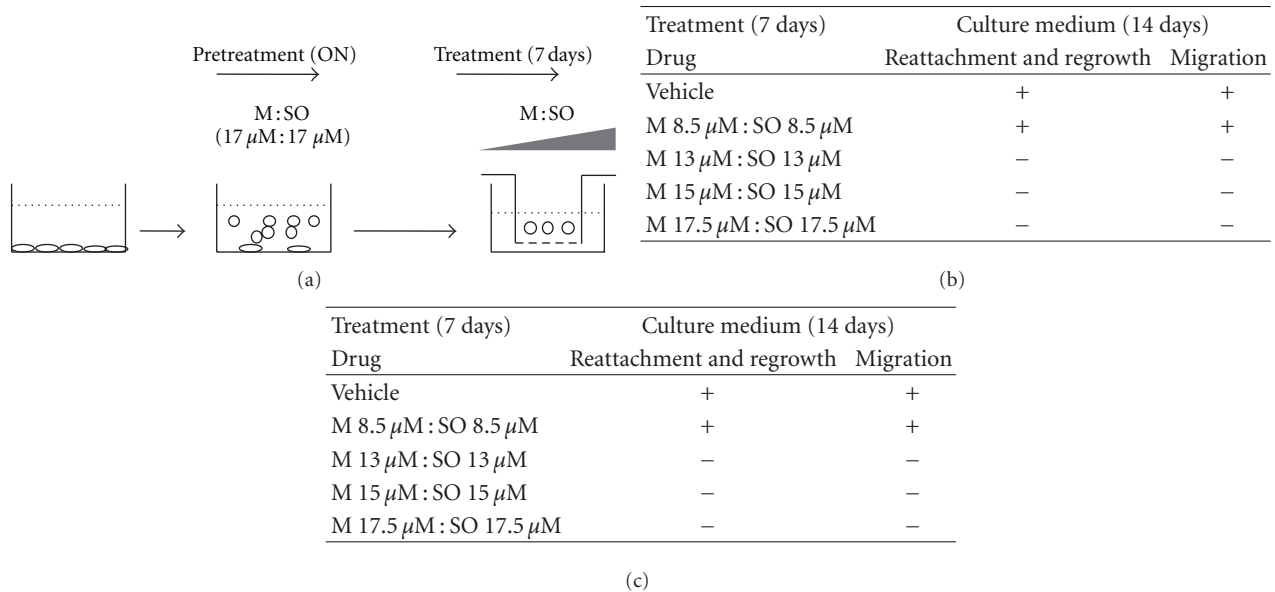 Pretreatment (ON)
Treatment (7 days)
M : SO
(17 μM : 17 μM)
M : SO
(a)
Treatment (7 days) Culture medium (14 days)
Drug Reattachment and regrowth Migration
Vehicle + +
M 8.5 μM : SO 8.5 μM + +
M 13 μM : SO 13 μM − −
M 15 μM : SO 15 μM − −
M 17.5 μM : SO 17.5 μM − −
(b)
Treatment (7 days) Culture medium (14 days)
Drug Reattachment and regrowth Migration
Vehicle + +
M 8.5 μM : SO 8.5 μM + +
M 13 μM : SO 13 μM − −
M 15 μM : SO 15 μM − −
M 17.5 μM : SO 17.5 μM − −
(c)